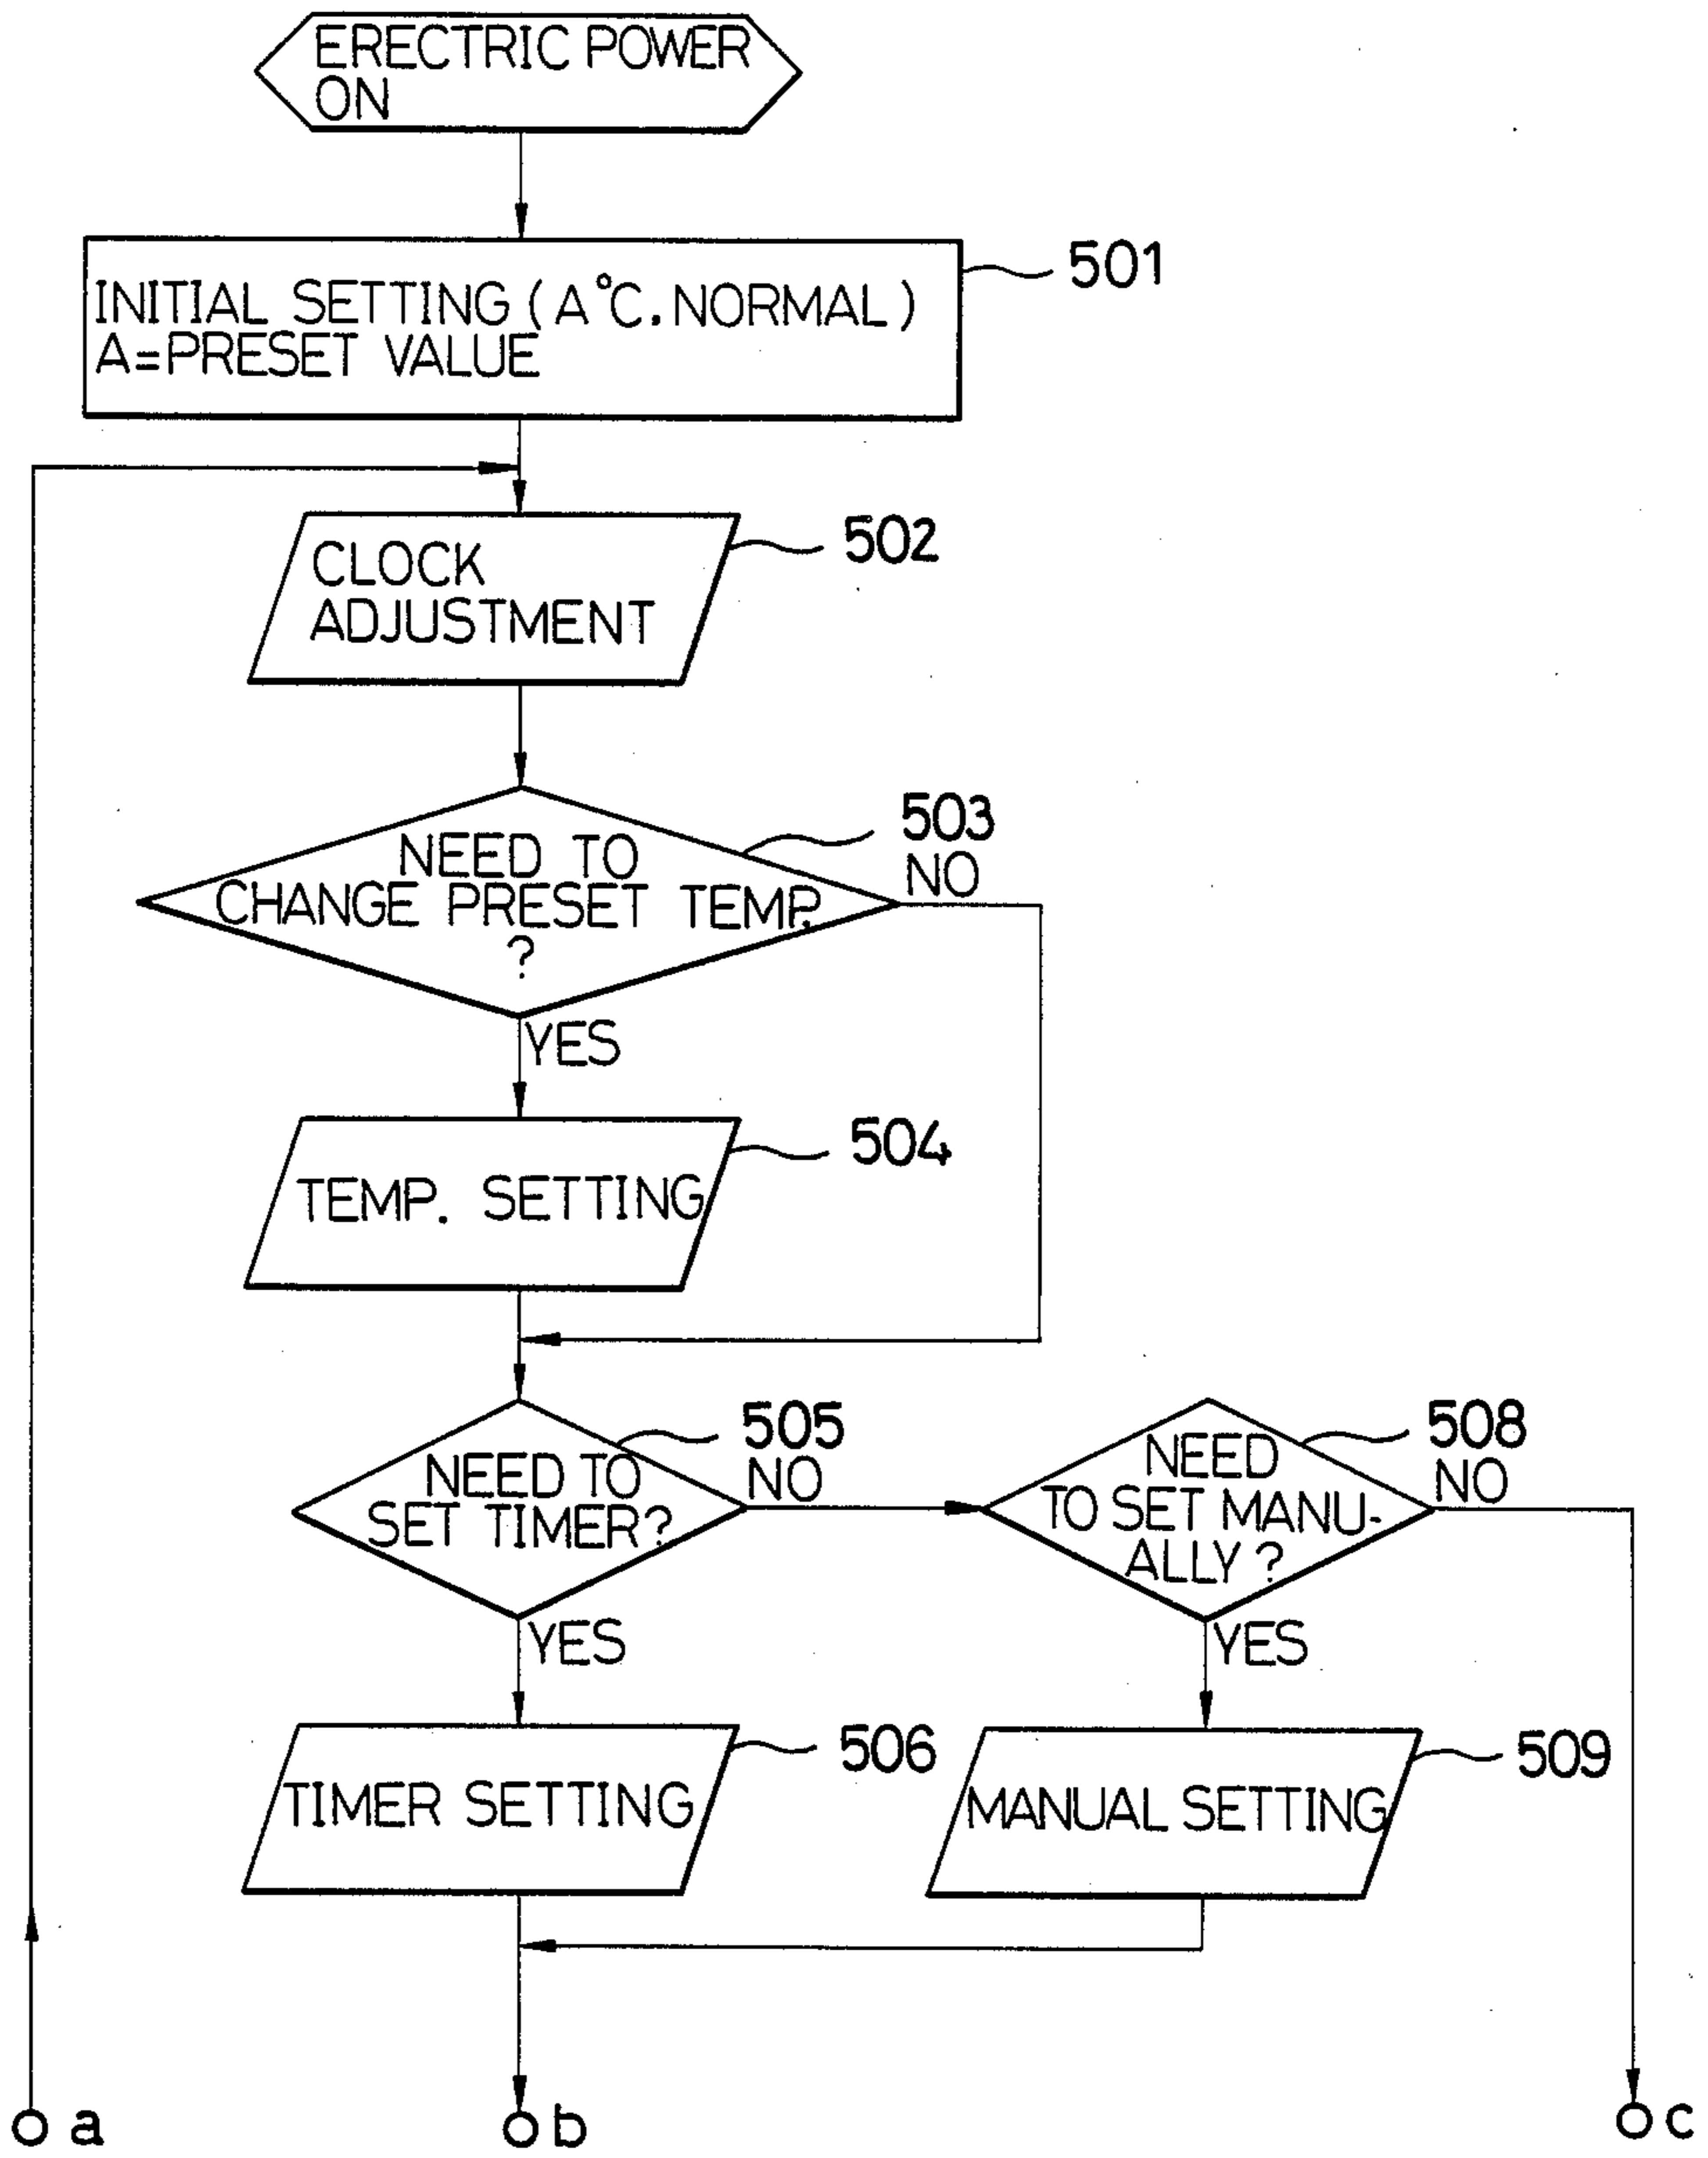 ERECTRIC POWER
ON
INITIAL SETTING (A°C. NORMAL)
A=PRESET VALUE
501
CLOCK
ADJUSTMENT
502
NEED TO
CHANGE PRESET TEMP.
?
503
NO
YES
TEMP. SETTING
504
NEED TO
SET TIMER?
505
NO
YES
NEED
TO SET MANU-
ALLY ?
508
NO
YES
TIMER SETTING
506
MANUAL SETTING
509
a
b
c